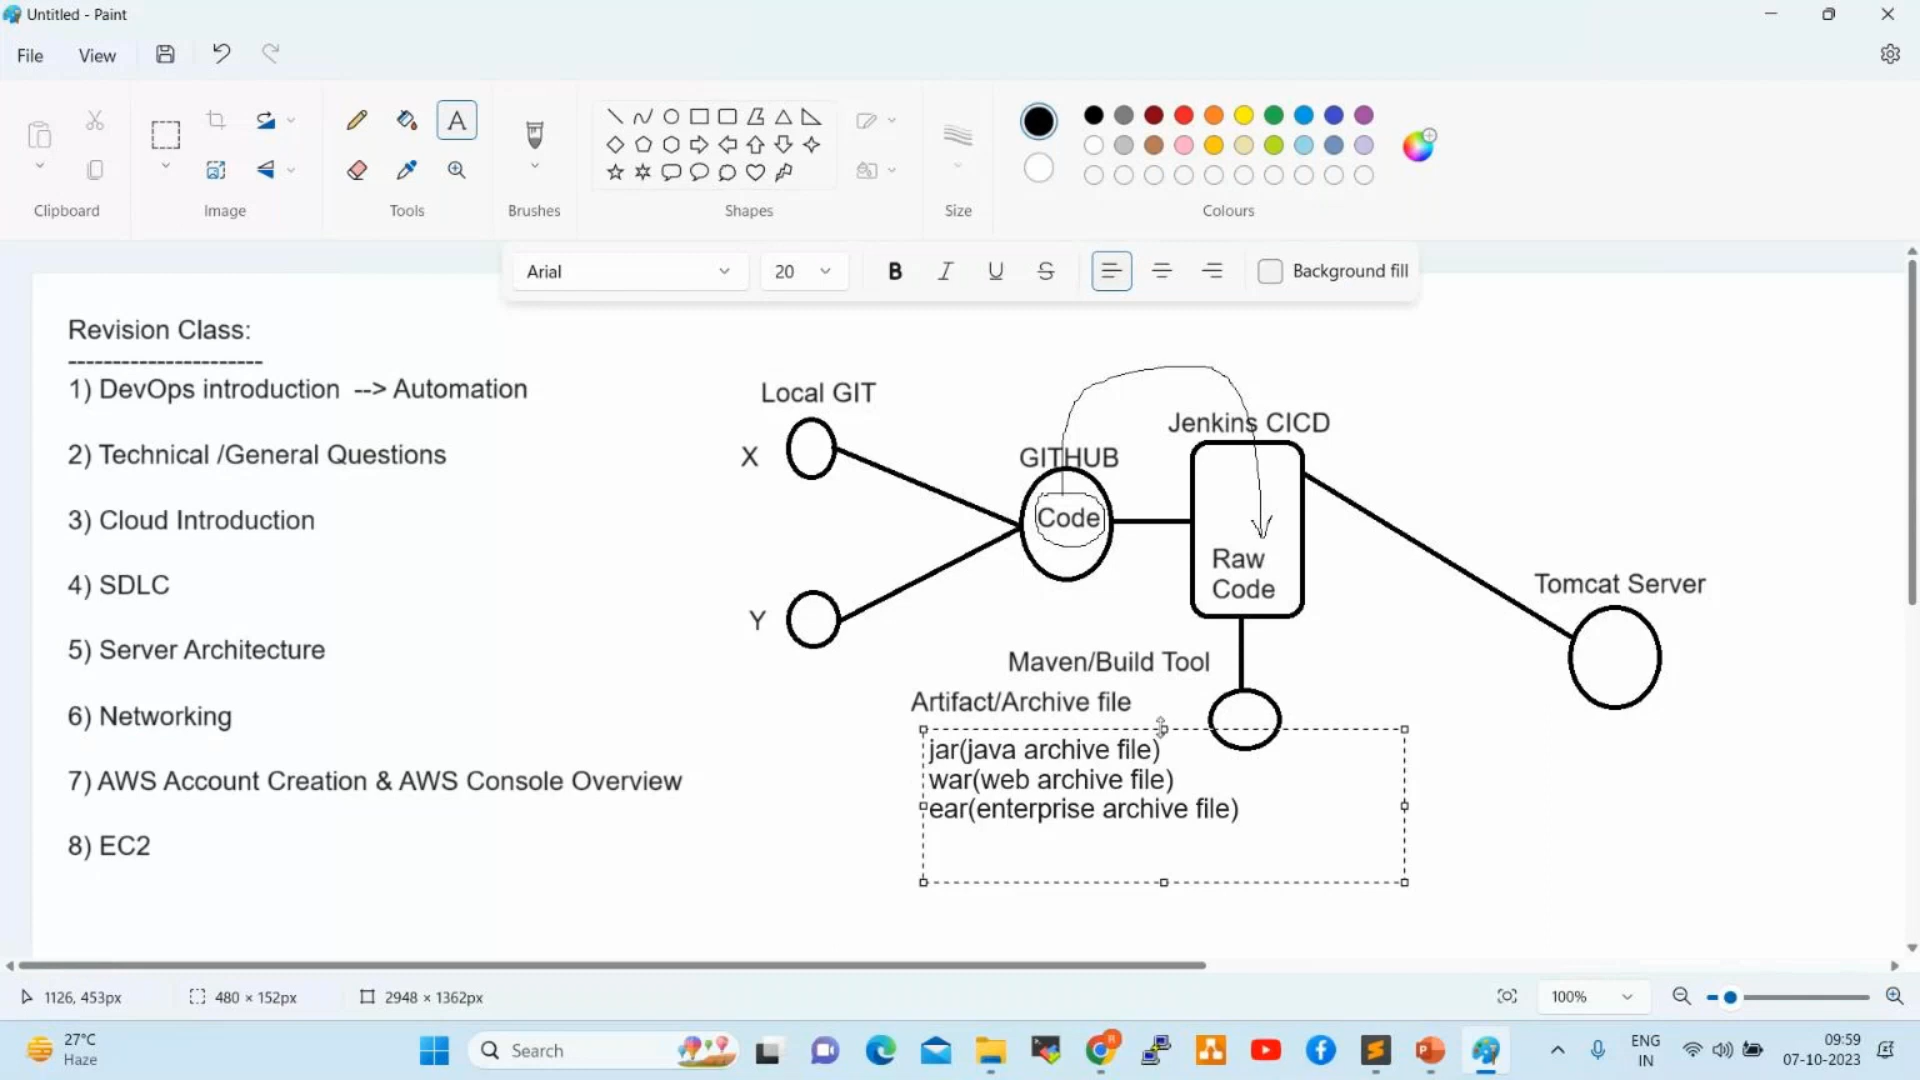 Untitled - Paint
File
View
Clipboard
Image
Tools
Brushes
Shapes
Size
Colours
A
Arial
20
B
I
U
S
Background fill
Revision Class:
----------------------
1) DevOps introduction --> Automation
2) Technical /General Questions
3) Cloud Introduction
4) SDLC
5) Server Architecture
6) Networking
7) AWS Account Creation & AWS Console Overview
8) EC2
Local GIT
X
Y
GITHUB
Code
Jenkins CICD
Raw
Code
Tomcat Server
Maven/Build Tool
Artifact/Archive file
jar(java archive file)
war(web archive file)
ear(enterprise archive file)
1126, 453px
480 × 152px
2948 × 1362px
100%
27°C
Haze
Search
ENG
IN
09:59
07-10-2023